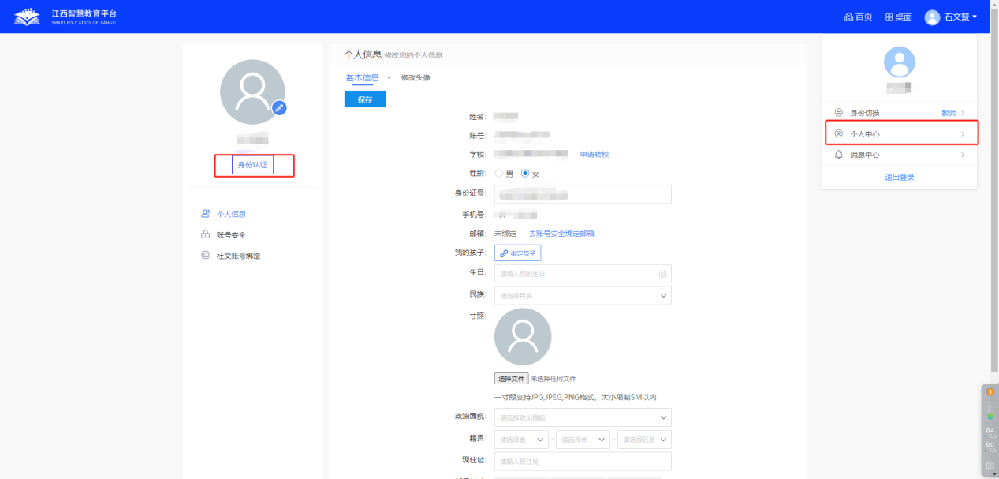 江西智慧教育平台
SMART EDUCATION OF JIANGXI
首页 桌面 石文慧
身份认证
个人信息
账号安全
社交账号绑定
个人信息 修改您的个人信息
基本信息 • 修改头像
保存
姓名:
账号:
学校: 申请转校
性别: 男 女
身份证号:
手机号:
邮箱: 未绑定 去账号安全绑定邮箱
我的孩子: 绑定孩子
生日: 请填入您的生日
民族: 请选择民族
一寸照:
选择文件 未选择任何文件
一寸照支持JPG,JPEG,PNG格式，大小限制5M以内
政治面貌: 请选择政治面貌
籍贯: 请选择省 - 请选择市 - 请选择区县
现住址: 请输入现住址
身份切换 教师
个人中心
消息中心
退出登录
1
0.4
K/s
0.0
K/s